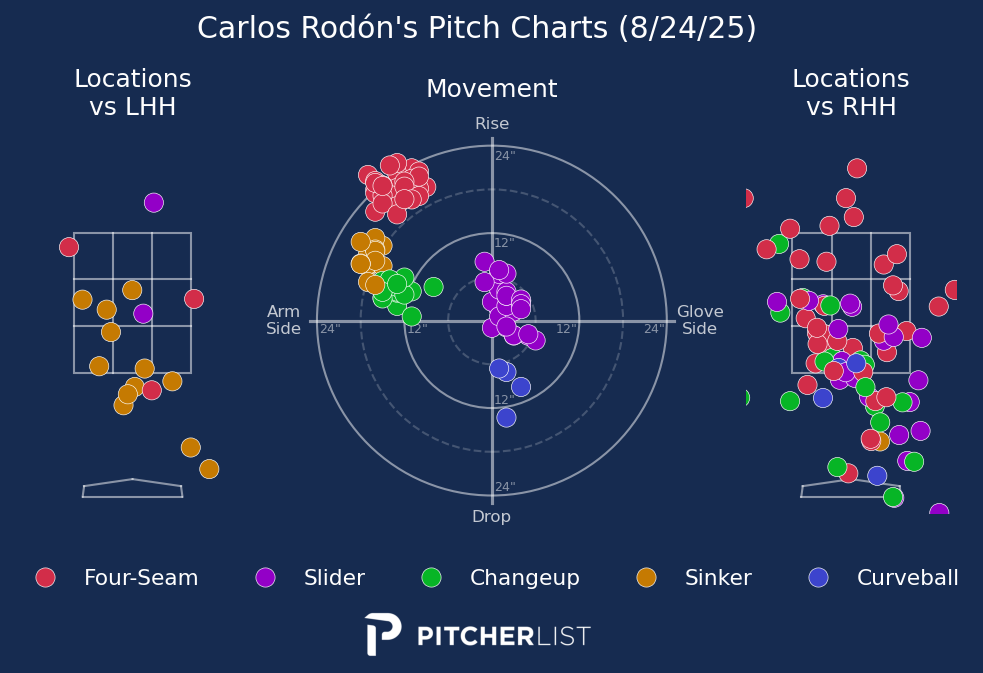 Carlos Rodón's Pitch Charts (8/24/25)
Locations
vs LHH
Movement
Locations
vs RHH
Rise
24"
12"
Arm
Side
24"
12"
12"
24"
Glove
Side
12"
24"
Drop
Four-Seam
Slider
Changeup
Sinker
Curveball
PITCHERLIST